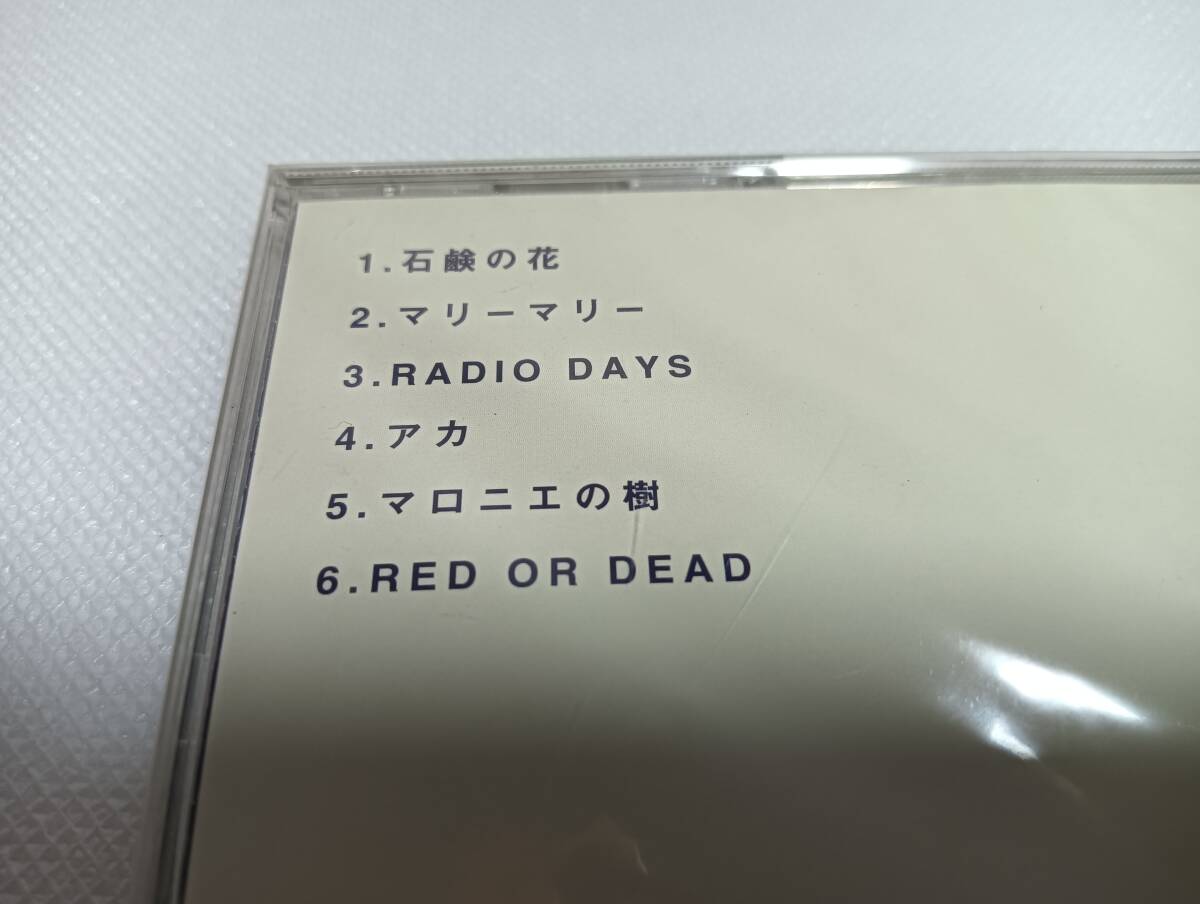 1.石鹸の花
2.マリーマリー
3.RADIO DAYS
4.アカ
5.マロニエの樹
6.RED OR DEAD